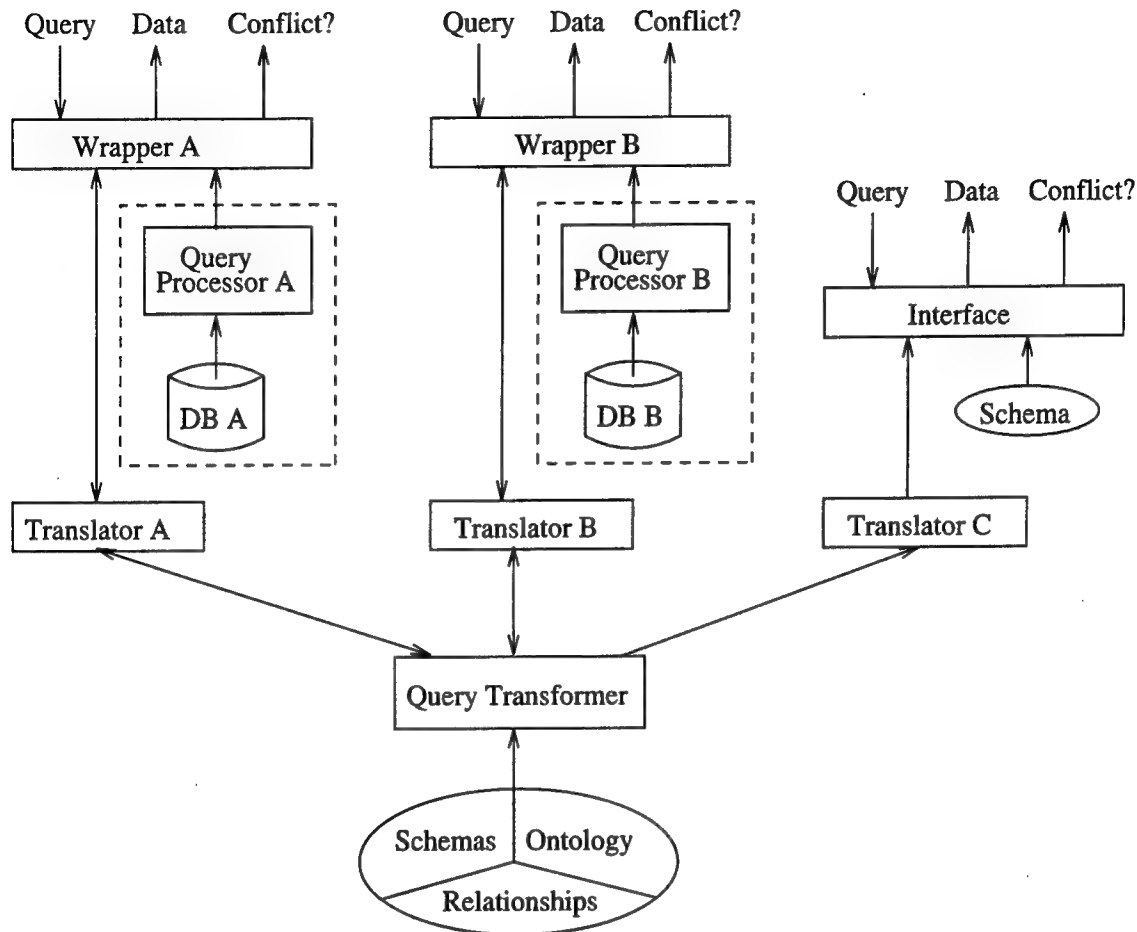 Query Data Conflict?
Query Data Conflict?
Wrapper A
Wrapper B
Query Data Conflict?
Query
Processor A
Query
Processor B
Interface
DB A
DB B
Schema
Translator A
Translator B
Translator C
Query Transformer
Schemas Ontology
Relationships